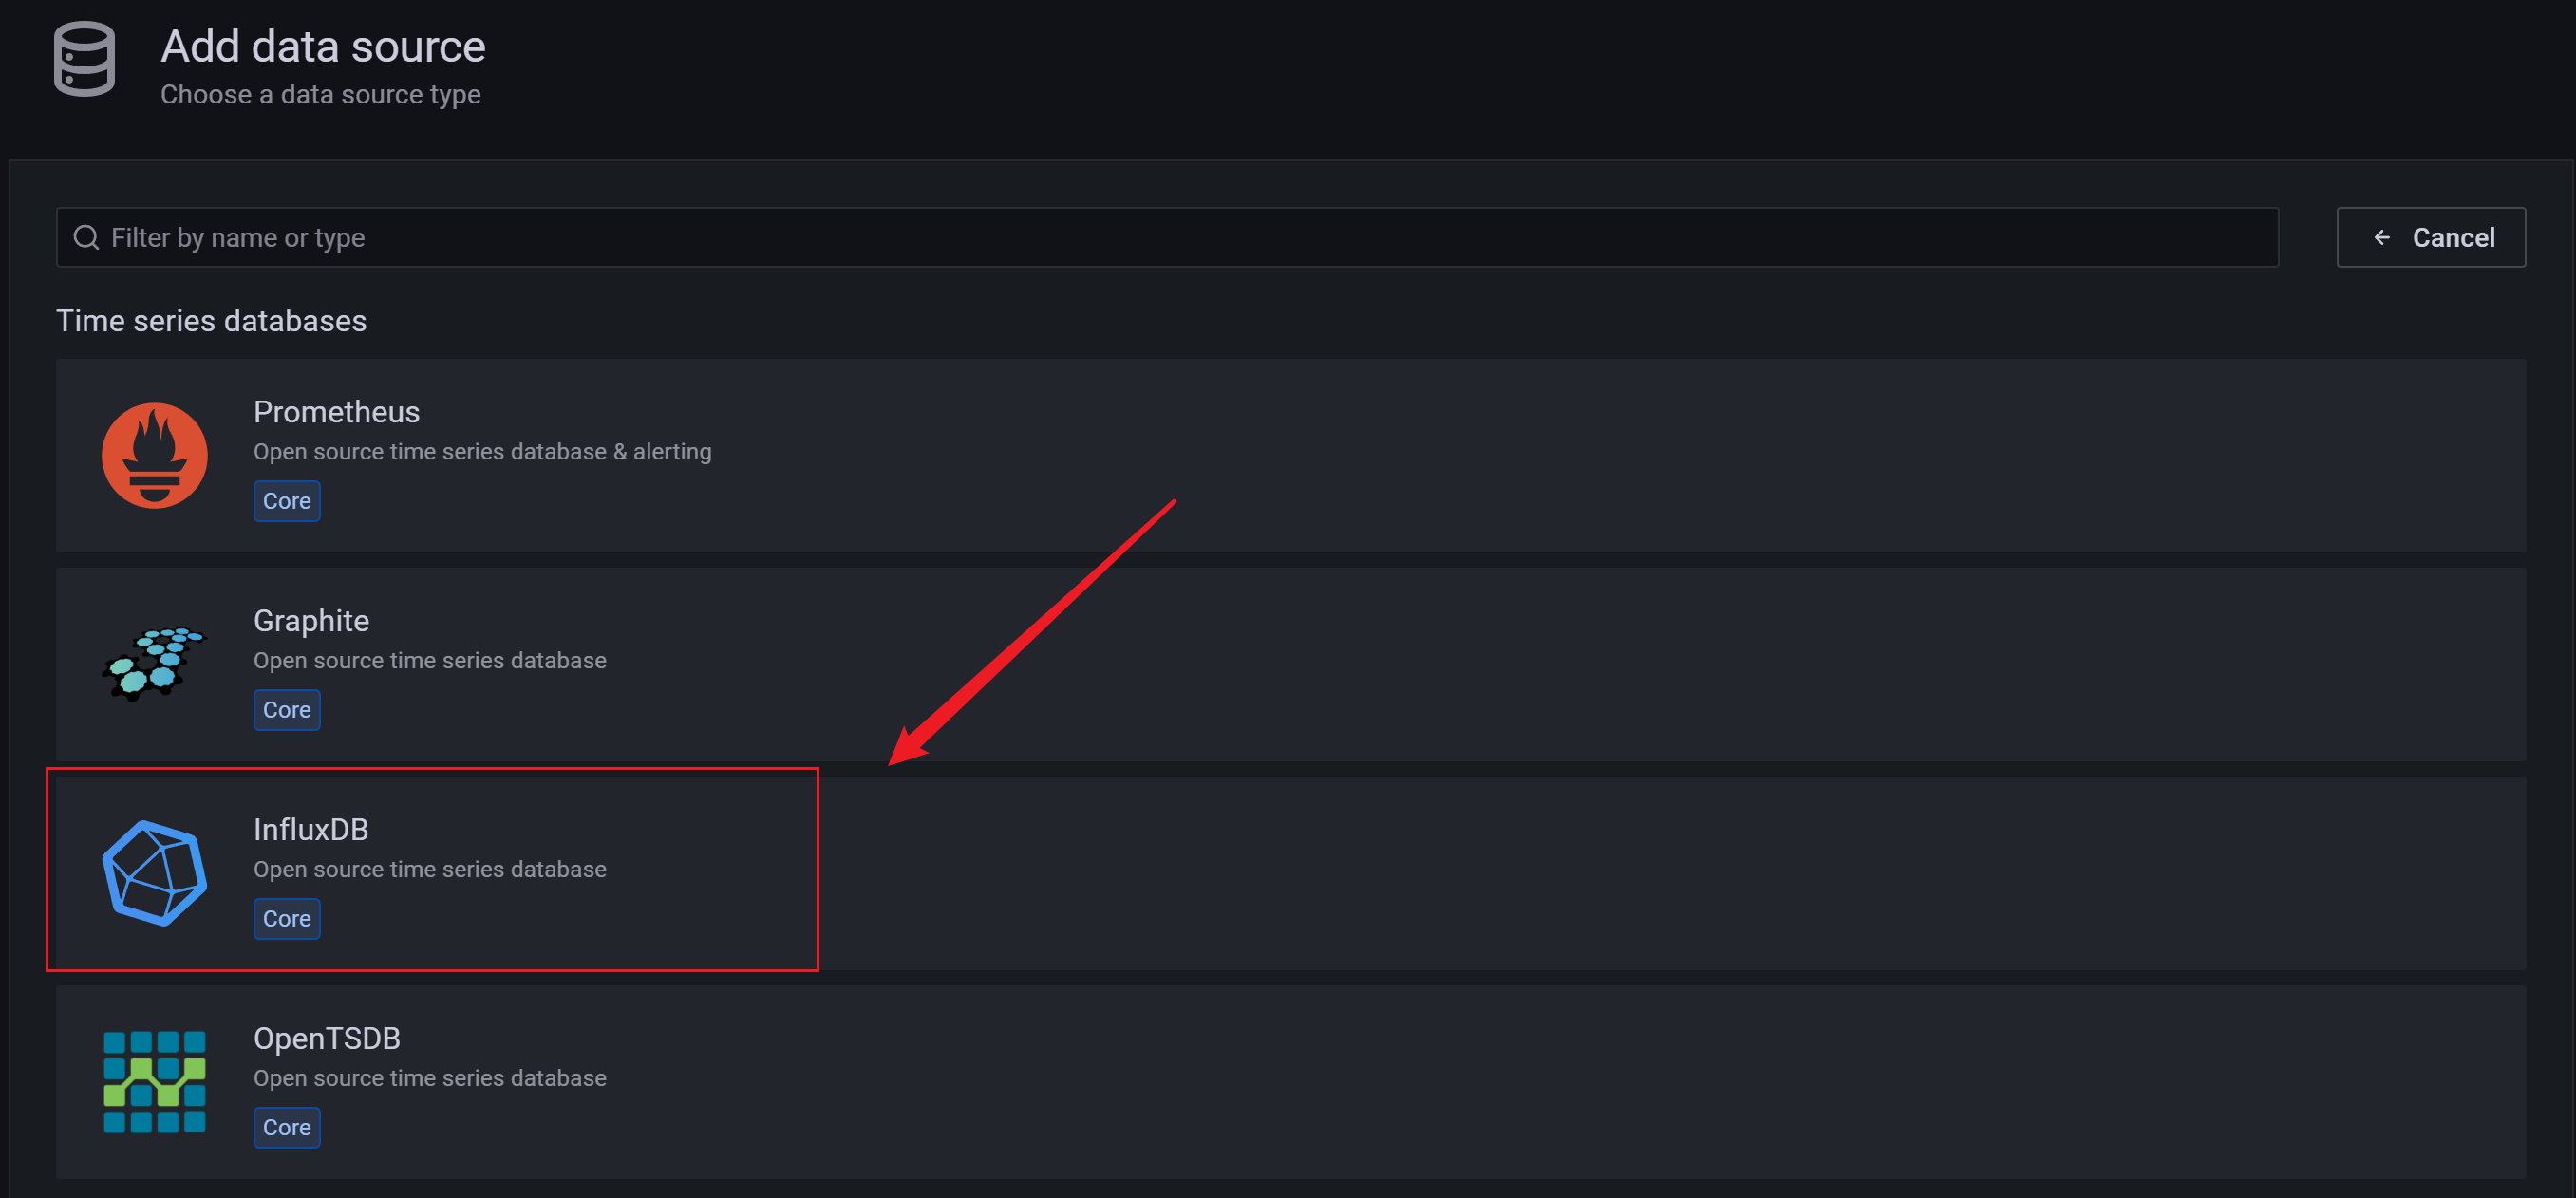 Add data source
Choose a data source type
Filter by name or type
Cancel
Time series databases
Prometheus
Open source time series database & alerting
Core
Graphite
Open source time series database
Core
InfluxDB
Open source time series database
Core
OpenTSDB
Open source time series database
Core